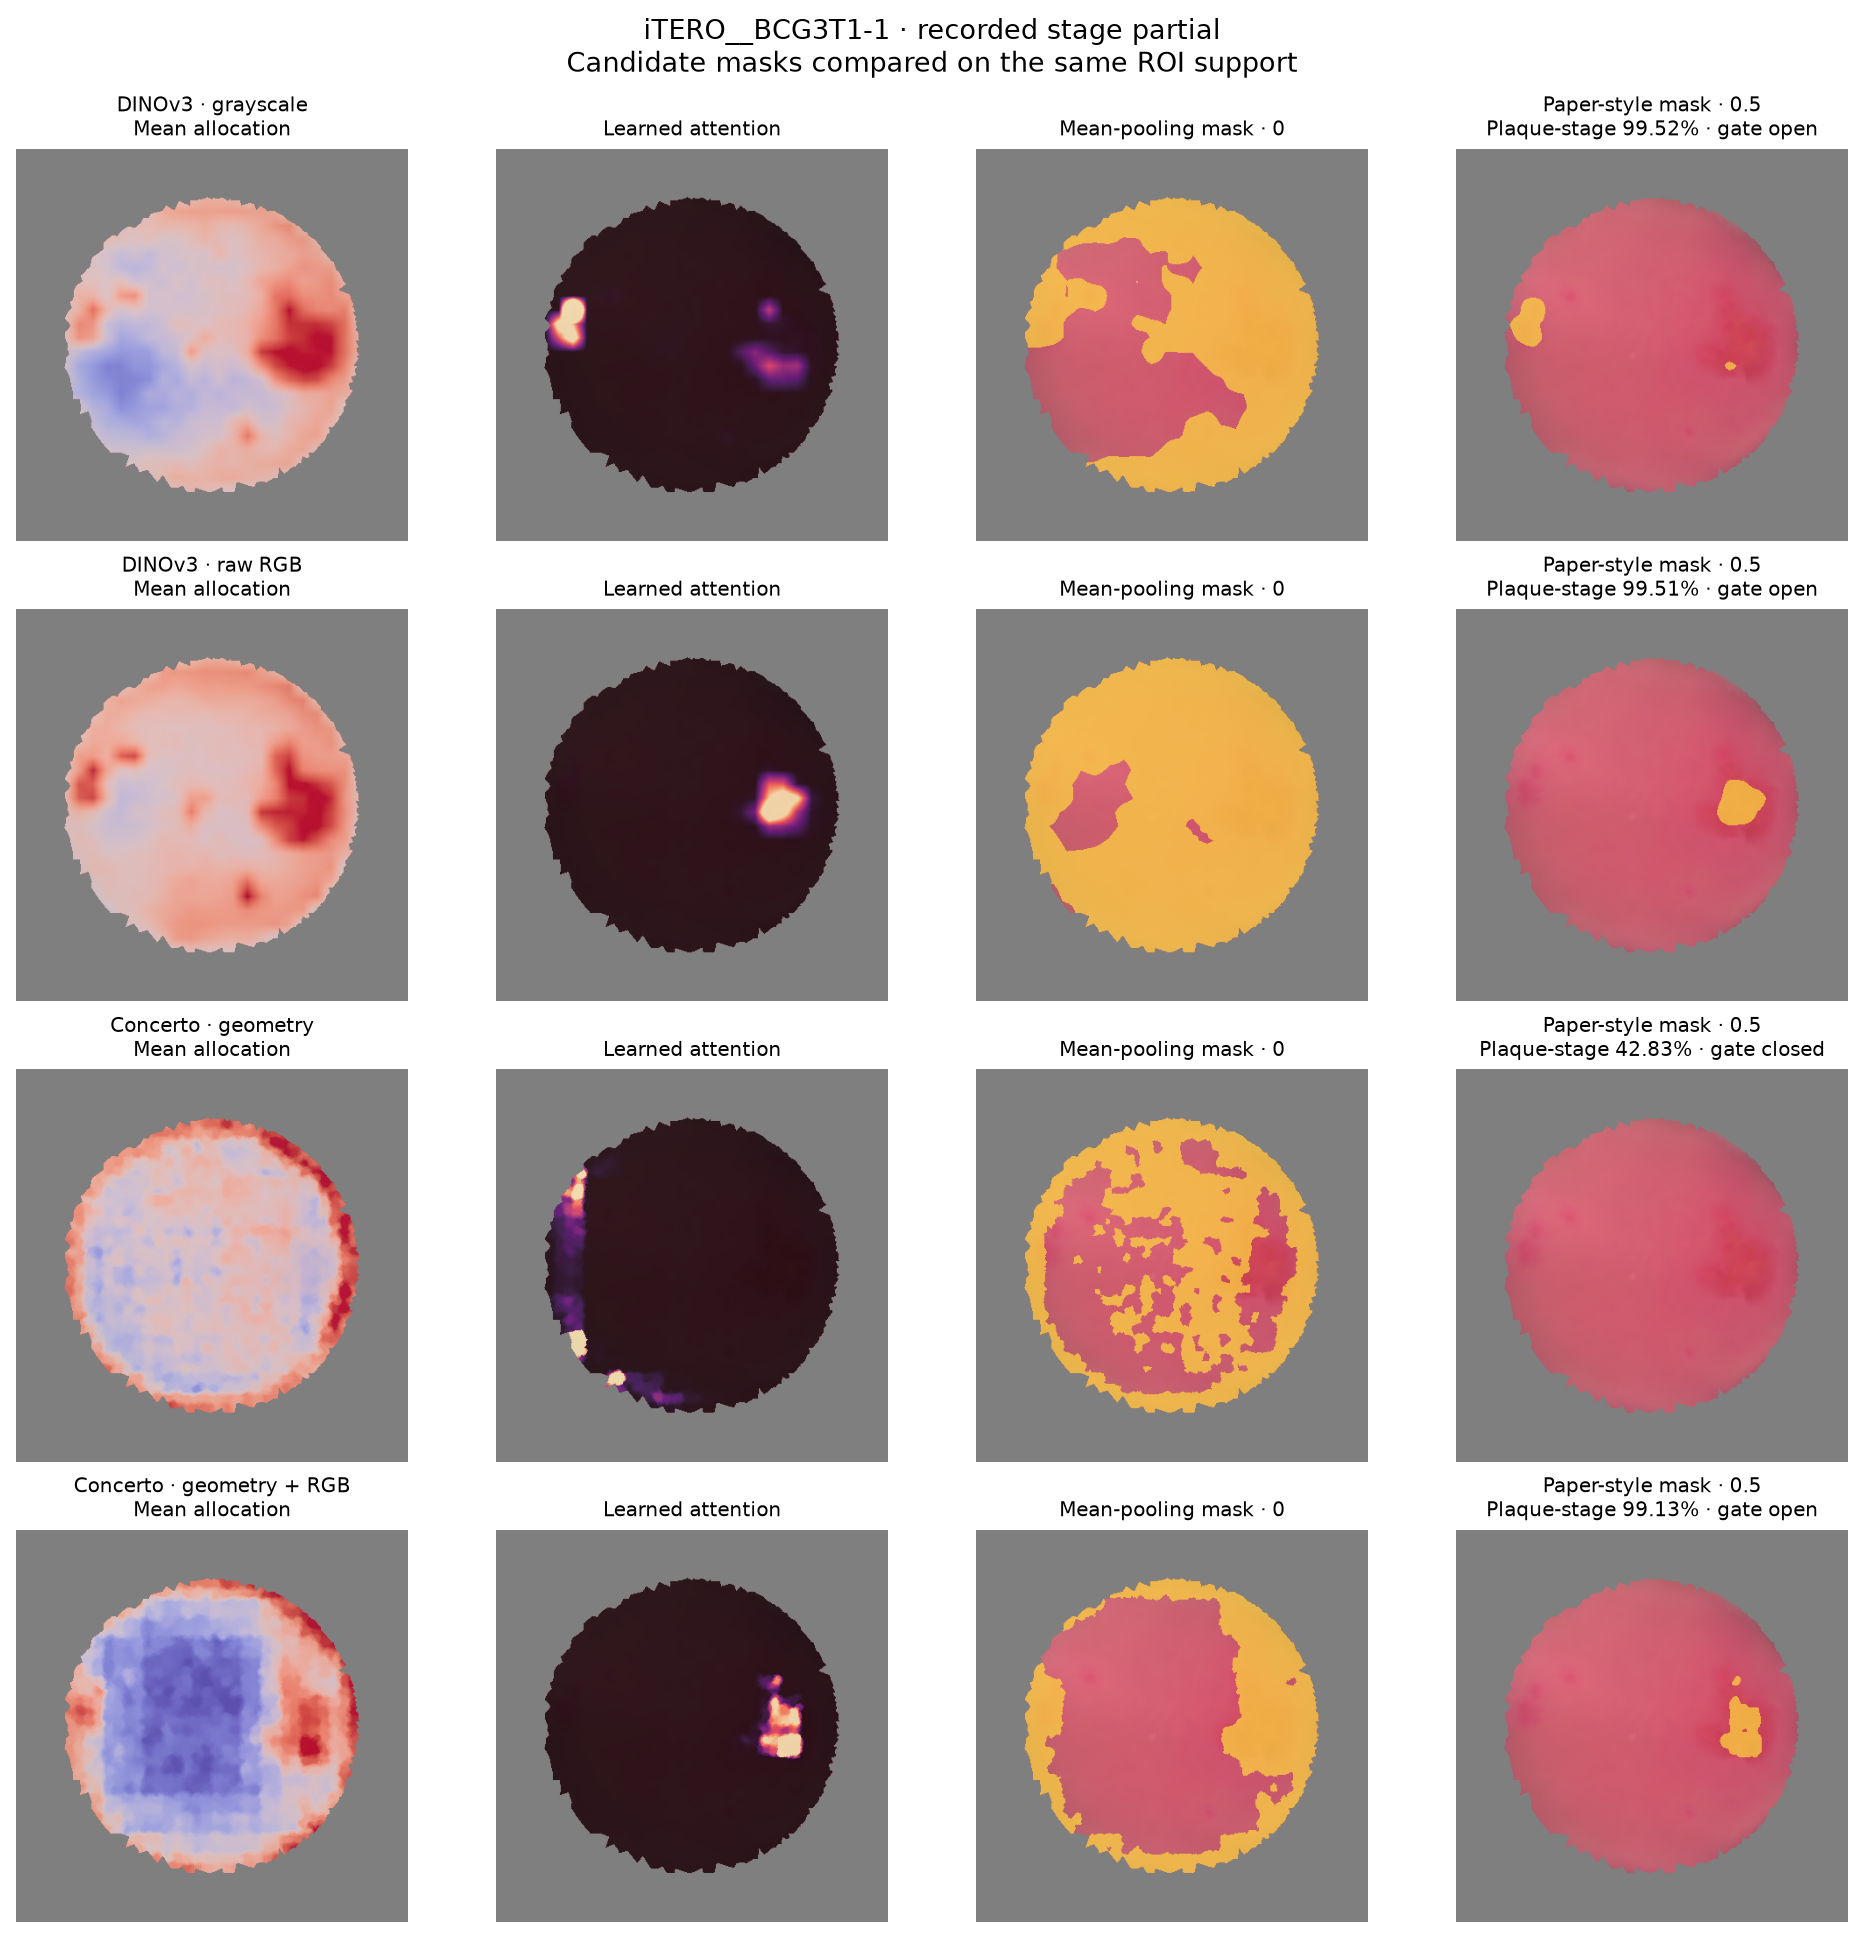 iTERO__BCG3T1-1 · recorded stage partial
Candidate masks compared on the same ROI support
DINOv3 · grayscale
Mean allocation
Learned attention
Mean-pooling mask · 0
Paper-style mask · 0.5
Plaque-stage 99.52% · gate open
DINOv3 · raw RGB
Mean allocation
Learned attention
Mean-pooling mask · 0
Paper-style mask · 0.5
Plaque-stage 99.51% · gate open
Concerto · geometry
Mean allocation
Learned attention
Mean-pooling mask · 0
Paper-style mask · 0.5
Plaque-stage 42.83% · gate closed
Concerto · geometry + RGB
Mean allocation
Learned attention
Mean-pooling mask · 0
Paper-style mask · 0.5
Plaque-stage 99.13% · gate open